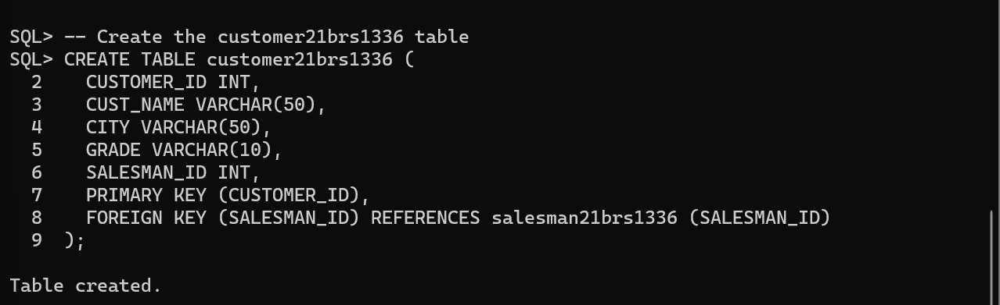 SQL> -- Create the customer21brs1336 table
SQL> CREATE TABLE customer21brs1336 (
  2    CUSTOMER_ID INT,
  3    CUST_NAME VARCHAR(50),
  4    CITY VARCHAR(50),
  5    GRADE VARCHAR(10),
  6    SALESMAN_ID INT,
  7    PRIMARY KEY (CUSTOMER_ID),
  8    FOREIGN KEY (SALESMAN_ID) REFERENCES salesman21brs1336 (SALESMAN_ID)
  9  );

Table created.